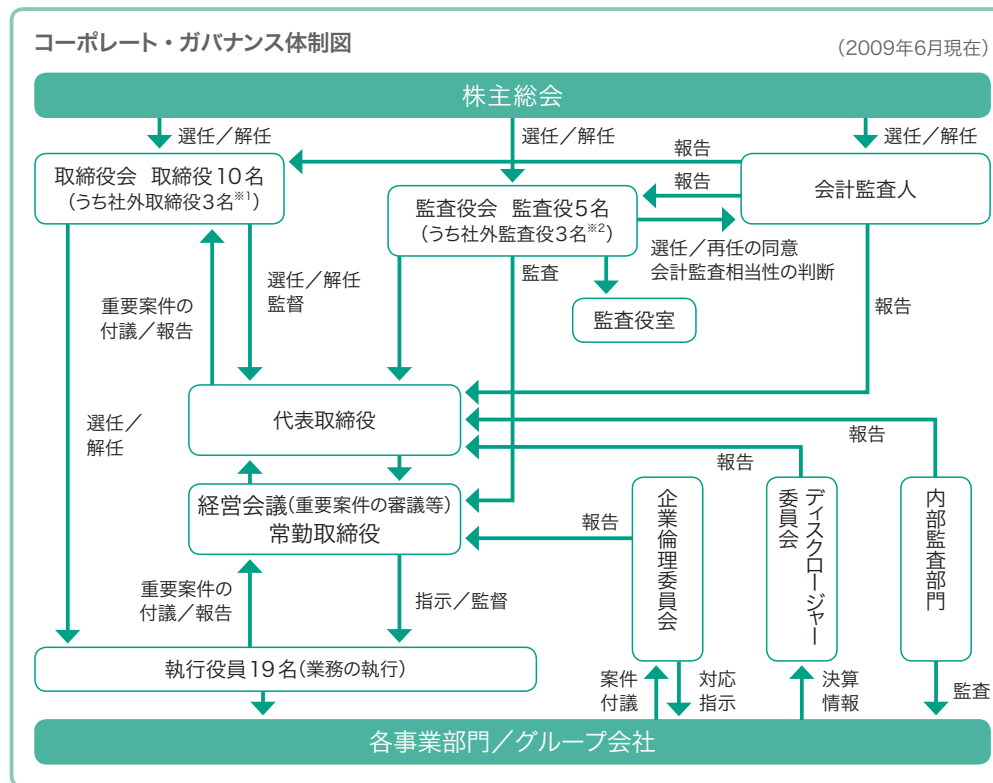 コーポレート・ガバナンス体制図
(2009年6月現在)
株主総会
選任／解任
選任／解任
選任／解任
報告
取締役会 取締役10名
(うち社外取締役3名※1)
報告
会計監査人
監査役会 監査役5名
(うち社外監査役3名※2)
選任／再任の同意
会計監査相当性の判断
監査
選任／解任
監督
重要案件の
付議／報告
監査役室
報告
代表取締役
選任／
解任
報告
報告
経営会議(重要案件の審議等)
常勤取締役
報告
企業倫理委員会
ディスクロージャー
委員会
内部監査部門
重要案件の
付議／報告
指示／監督
執行役員19名(業務の執行)
案件
付議
対応
指示
決算
情報
監査
各事業部門／グループ会社